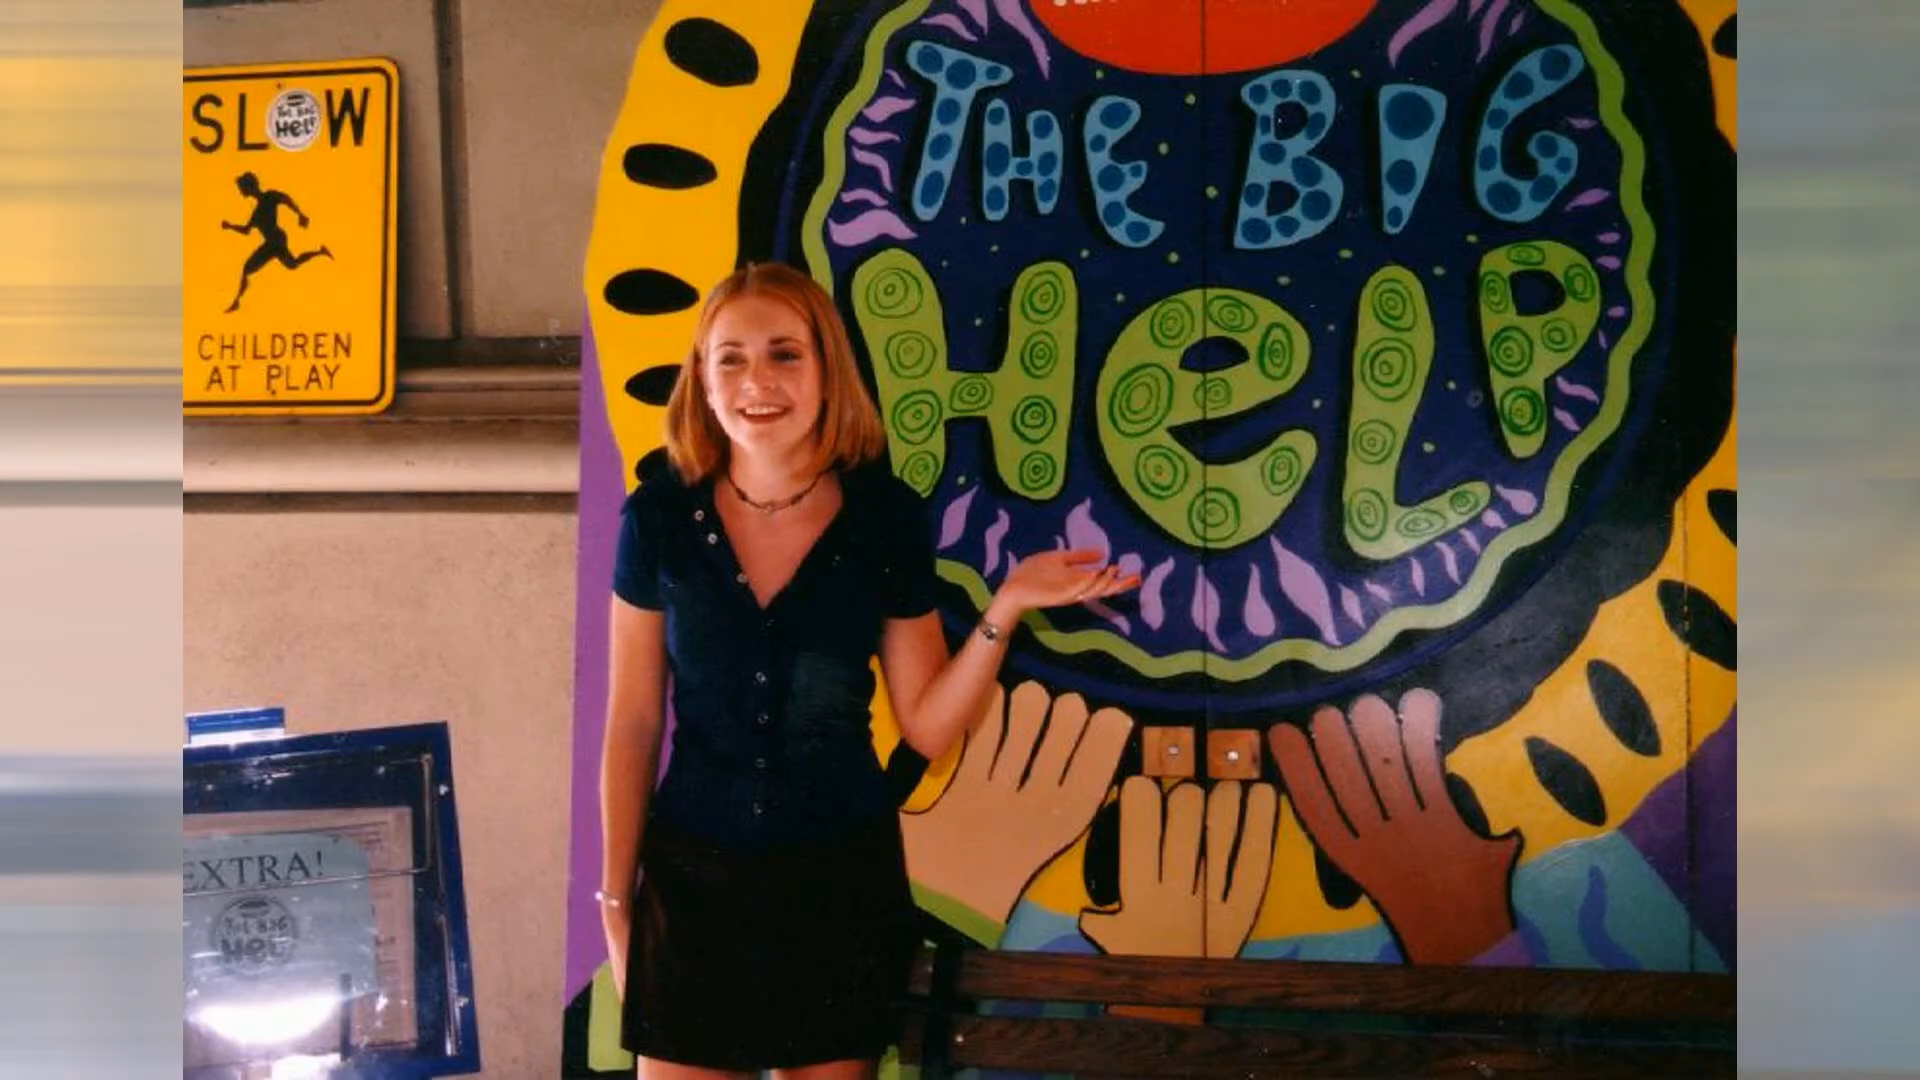 SLOW
THE BIG
HeLP
CHILDREN
AT PLAY
THE BIG
HeLP
EXTRA!
THE BIG
HeLP